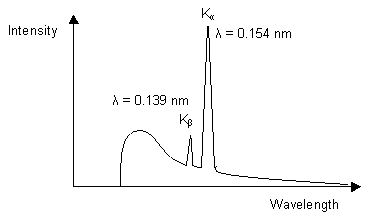 Kα
Intensity
λ = 0.154 nm
λ = 0.139 nm
Kβ
Wavelength